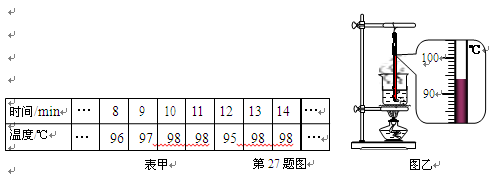 ℃
100
90
时间/min … 8 9 10 11 12 13 14 …
温度℃ … 96 97 98 98 95 98 98 …
表甲 第27题图 图乙